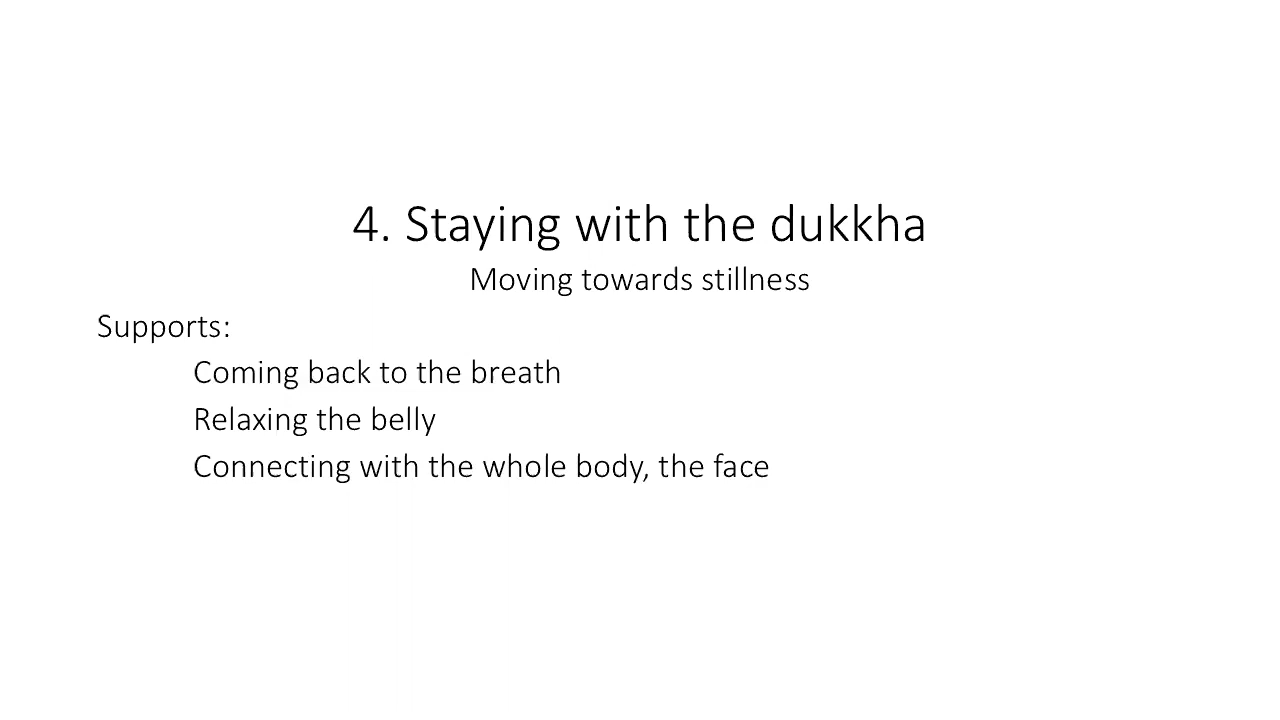 4. Staying with the dukkha
Moving towards stillness
Supports:
Coming back to the breath
Relaxing the belly
Connecting with the whole body, the face